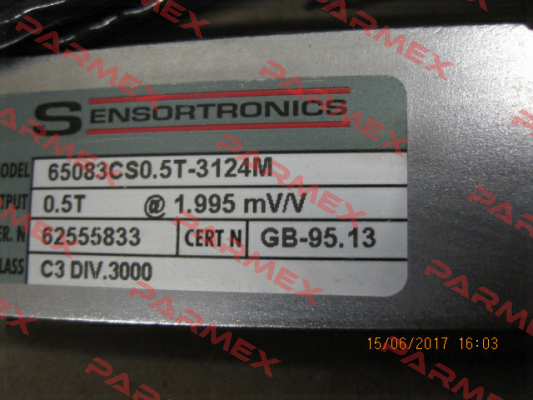 SENSORTRONICS
MODEL 65083CS0.5T-3124M
OUTPUT 0.5T @ 1.995 mV/V
SER. N 62555833 CERT N GB-95.13
CLASS C3 DIV.3000
15/06/2017 16:03
PARMEX
PARMEX
PARMEX
PARMEX
PARMEX
PARMEX
PARMEX